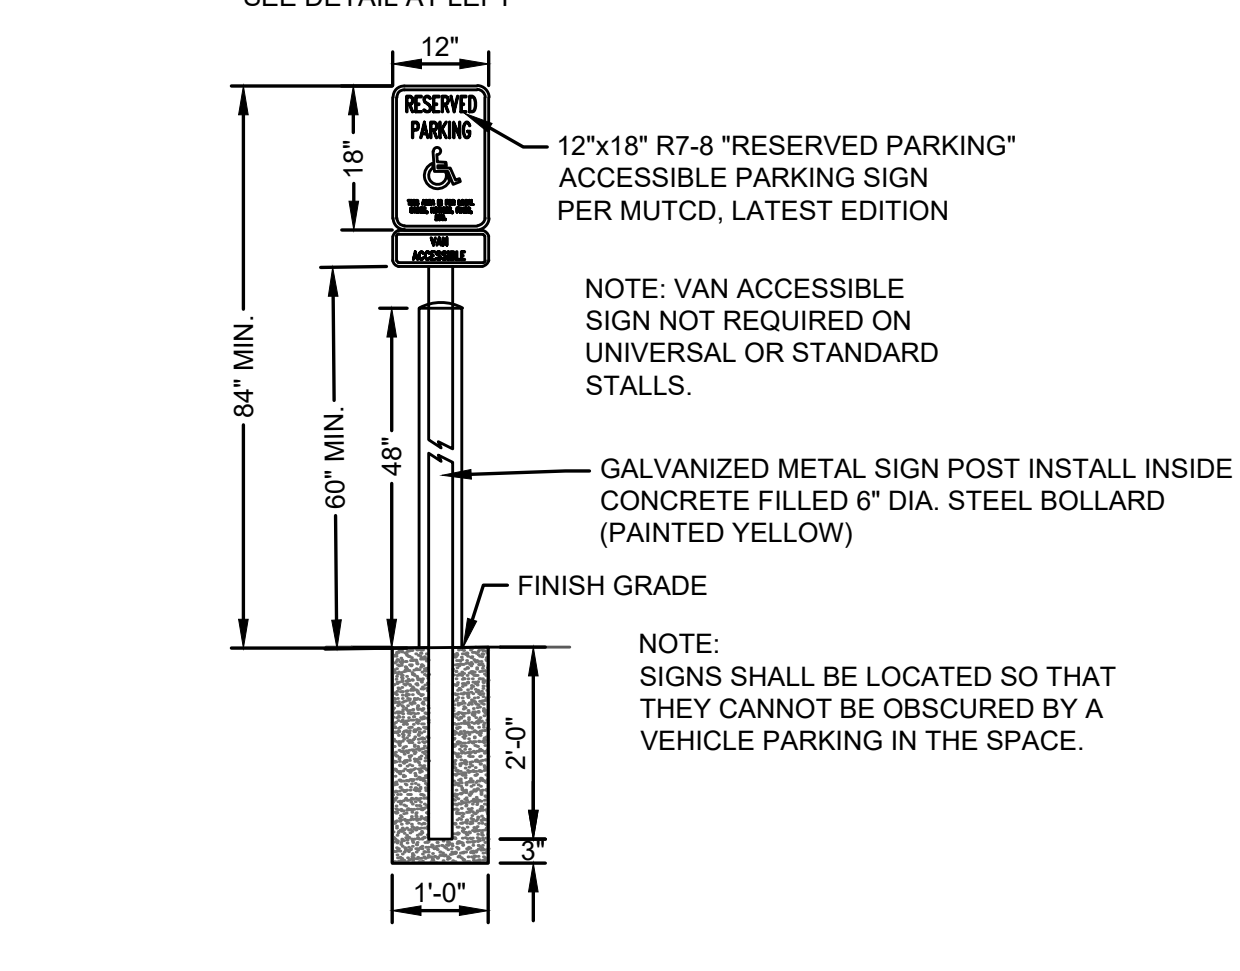 SEE DETAIL AT LEFT
12"
RESERVED
PARKING
18"
12"x18" R7-8 "RESERVED PARKING"
ACCESSIBLE PARKING SIGN
PER MUTCD, LATEST EDITION
VAN
ACCESSIBLE
NOTE: VAN ACCESSIBLE
SIGN NOT REQUIRED ON
UNIVERSAL OR STANDARD
STALLS.
84" MIN.
60" MIN.
48"
GALVANIZED METAL SIGN POST INSTALL INSIDE
CONCRETE FILLED 6" DIA. STEEL BOLLARD
(PAINTED YELLOW)
FINISH GRADE
NOTE:
SIGNS SHALL BE LOCATED SO THAT
THEY CANNOT BE OBSCURED BY A
VEHICLE PARKING IN THE SPACE.
2'-0"
3"
1'-0"